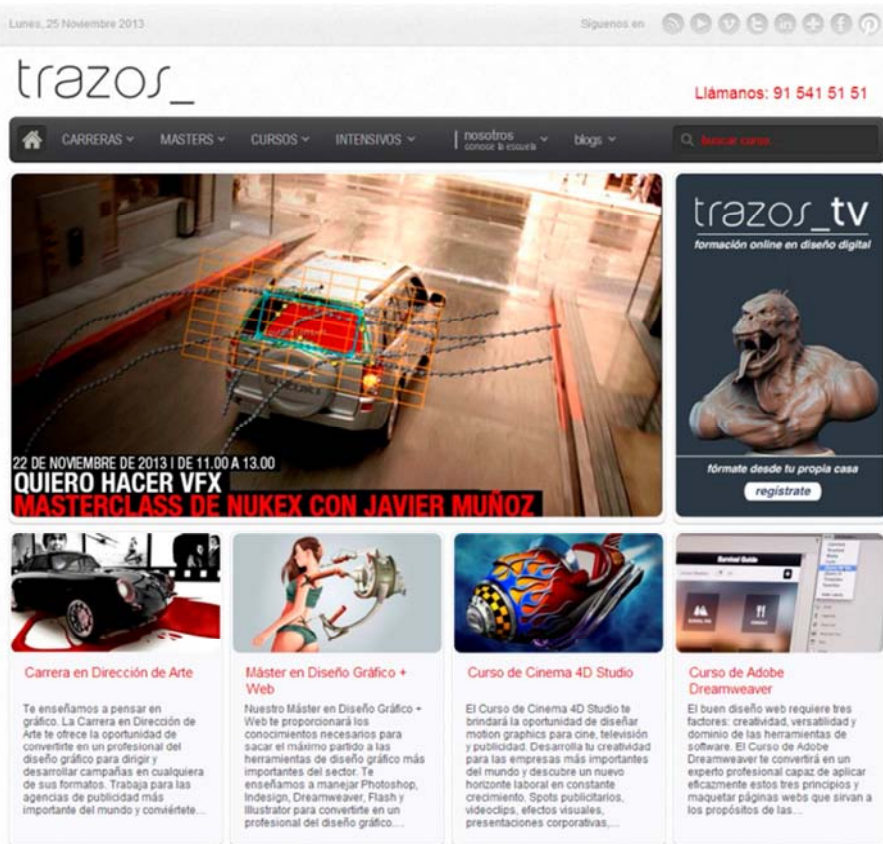 Lunes, 25 Noviembre 2013
Síguenos en
trazos_
Llámanos: 91 541 51 51
CARRERAS
MASTERS
CURSOS
INTENSIVOS
nosotros
conoce la escuela
blogs
buscar curso...
22 DE NOVIEMBRE DE 2013 | DE 11.00 A 13.00
QUIERO HACER VFX
MASTERCLASS DE NUKEX CON JAVIER MUÑOZ
trazos_tv
formación online en diseño digital
fórmate desde tu propia casa
regístrate
Carrera en Dirección de Arte
Te enseñamos a pensar en
gráfico. La Carrera en Dirección de
Arte te ofrece la oportunidad de
convertirte en un profesional del
diseño gráfico para dirigir y
desarrollar campañas en cualquiera
de sus formatos. Trabaja para las
agencias de publicidad más
importante del mundo y conviértete...
Máster en Diseño Gráfico +
Web
Nuestro Máster en Diseño Gráfico +
Web te proporcionará los
conocimientos necesarios para
sacar el máximo partido a las
herramientas de diseño gráfico más
importantes del sector. Te
enseñamos a manejar Photoshop,
Indesign, Dreamweaver, Flash y
Illustrator para convertirte en un
profesional del diseño gráfico....
Curso de Cinema 4D Studio
El Curso de Cinema 4D Studio te
brindará la oportunidad de diseñar
motion graphics para cine, televisión
y publicidad. Desarrolla tu creatividad
para las empresas más importantes
del mundo y descubre un nuevo
horizonte laboral en constante
crecimiento. Spots publicitarios,
videoclips, efectos visuales,
presentaciones corporativas,...
Survival Guide
Curso de Adobe
Dreamweaver
El buen diseño web requiere tres
factores: creatividad, versatilidad y
dominio de las herramientas de
software. El Curso de Adobe
Dreamweaver te convertirá en un
experto profesional capaz de aplicar
eficazmente estos tres principios y
maquetar páginas webs que sirvan a
los propósitos de las...